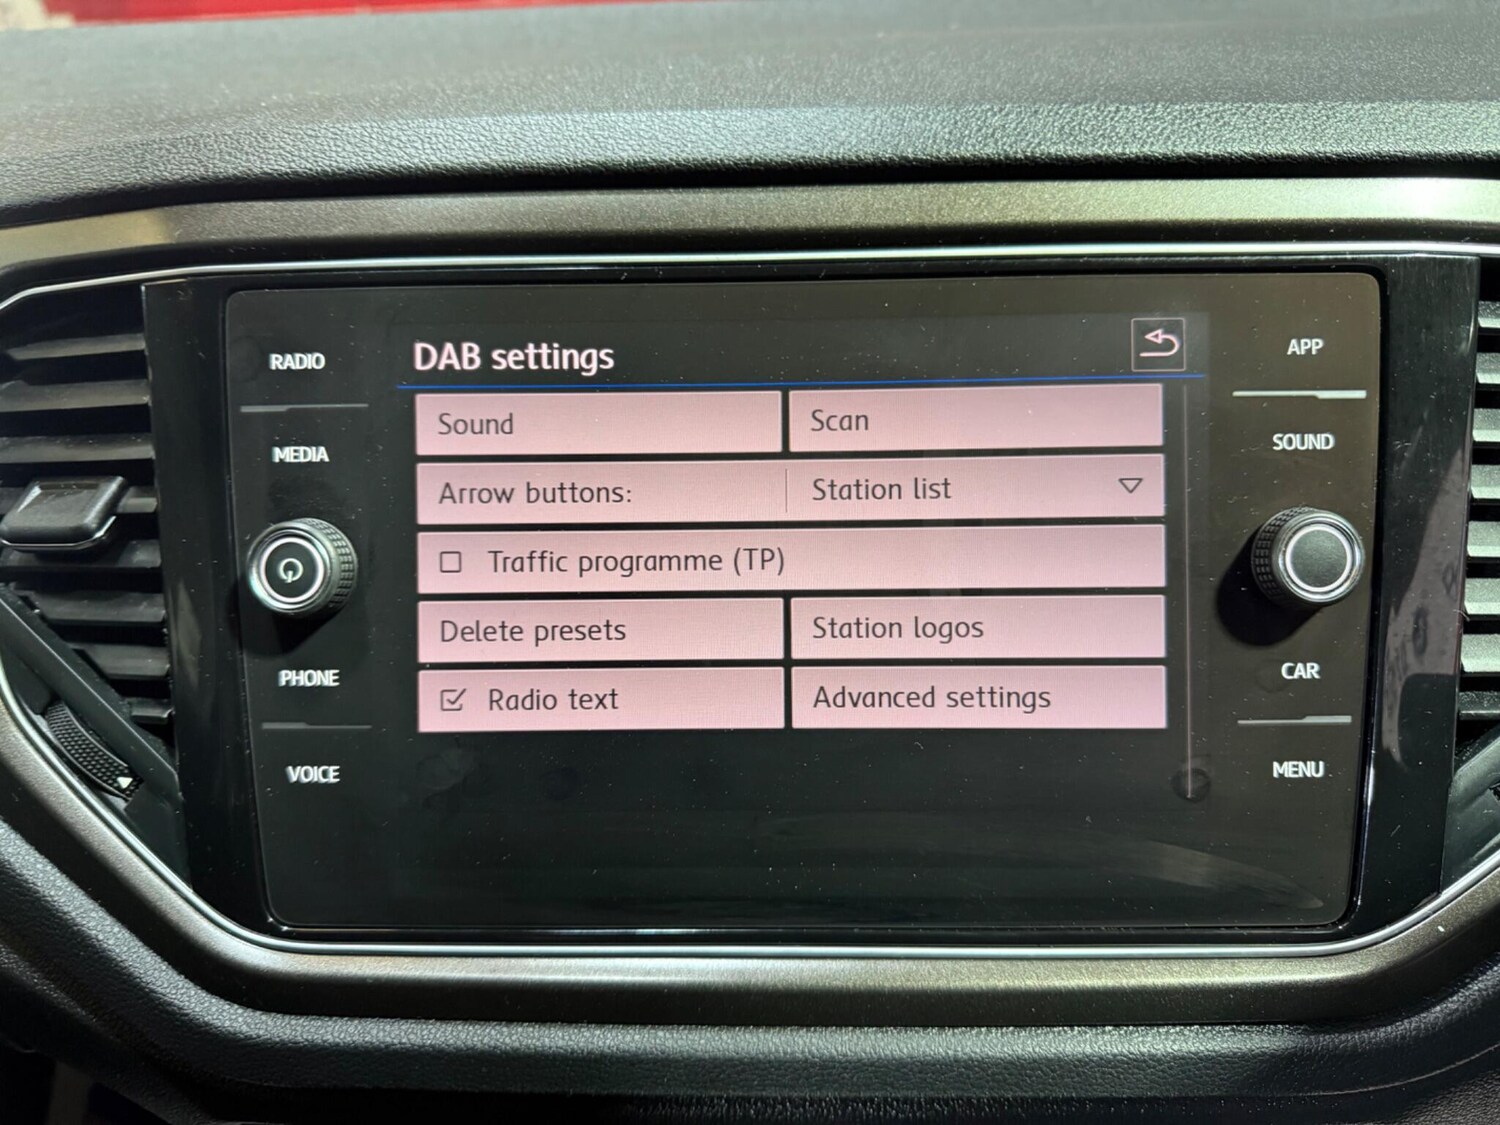 DAB settings
Sound
Scan
Arrow buttons:
Station list
Traffic programme (TP)
Delete presets
Station logos
Radio text
Advanced settings
RADIO
MEDIA
PHONE
VOICE
APP
SOUND
CAR
MENU